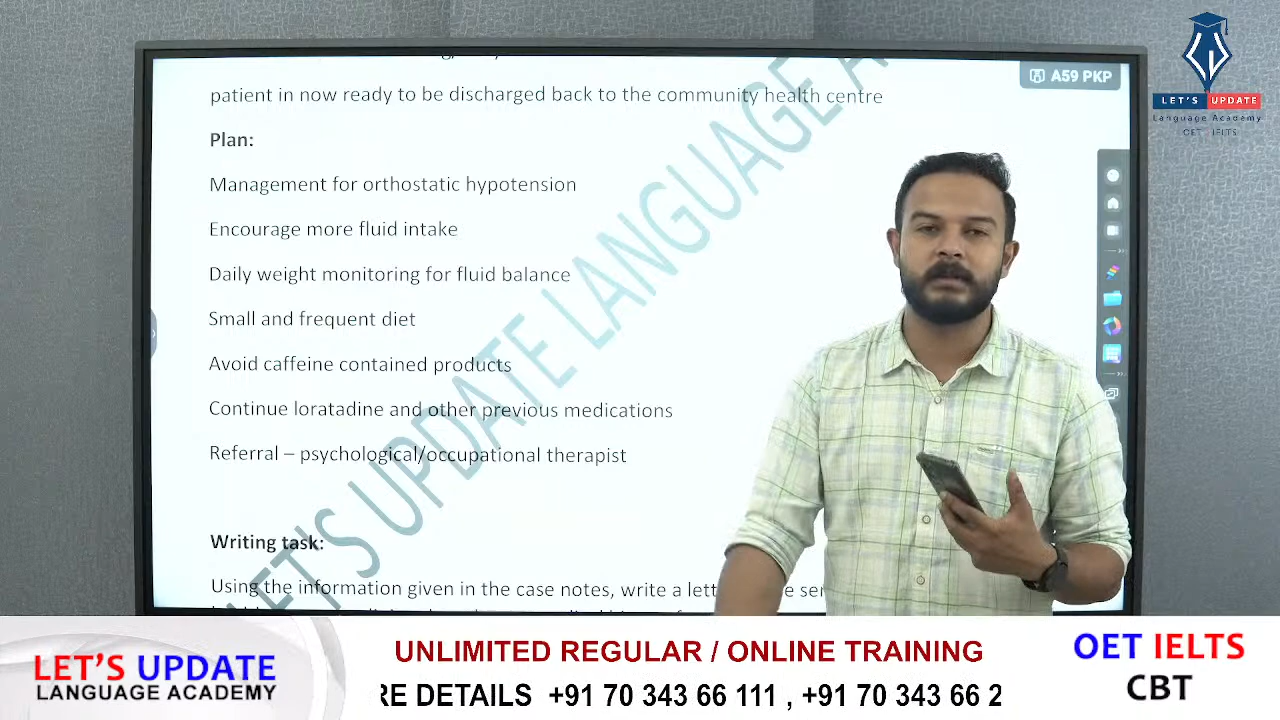 patient in now ready to be discharged back to the community health centre
A59 PKP
LET'S UPDATE
Language Academy
OET IELTS
Plan:
Management for orthostatic hypotension
Encourage more fluid intake
Daily weight monitoring for fluid balance
Small and frequent diet
Avoid caffeine contained products
Continue loratadine and other previous medications
Referral – psychological/occupational therapist
LET'S UPDATE LANGUAGE A
Writing task:
Using the information given in the case notes, write a
LET'S UPDATE
LANGUAGE ACADEMY
UNLIMITED REGULAR / ONLINE TRAINING
RE DETAILS +91 70 343 66 111 , +91 70 343 66 2
OET IELTS
CBT